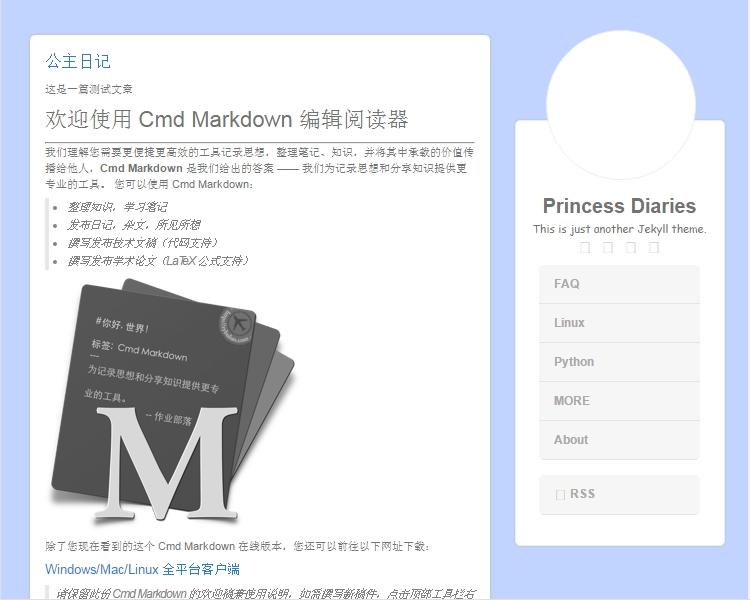 公主日记
这是一篇测试文章
欢迎使用 Cmd Markdown 编辑阅读器
我们理解您需要更便捷更高效的工具记录思想，整理笔记、知识，并将其中承载的价值传
播给他人，Cmd Markdown 是我们给出的答案 —— 我们为记录思想和分享知识提供更
专业的工具。 您可以使用 Cmd Markdown：
整理知识，学习笔记
发布日记，杂文，所见所想
撰写发布技术文稿（代码支持）
撰写发布学术论文（LaTeX 公式支持）
#你好, 世界!
标签: Cmd Markdown
---
为记录思想和分享知识提供更专
业的工具。
-- 作业部落
M
除了您现在看到的这个 Cmd Markdown 在线版本，您还可以前往以下网址下载：
Windows/Mac/Linux 全平台客户端
请保留此份 Cmd Markdown 的欢迎稿兼使用说明，如需撰写新稿件，点击顶部工具栏右
Princess Diaries
This is just another Jekyll theme.
FAQ
Linux
Python
MORE
About
RSS